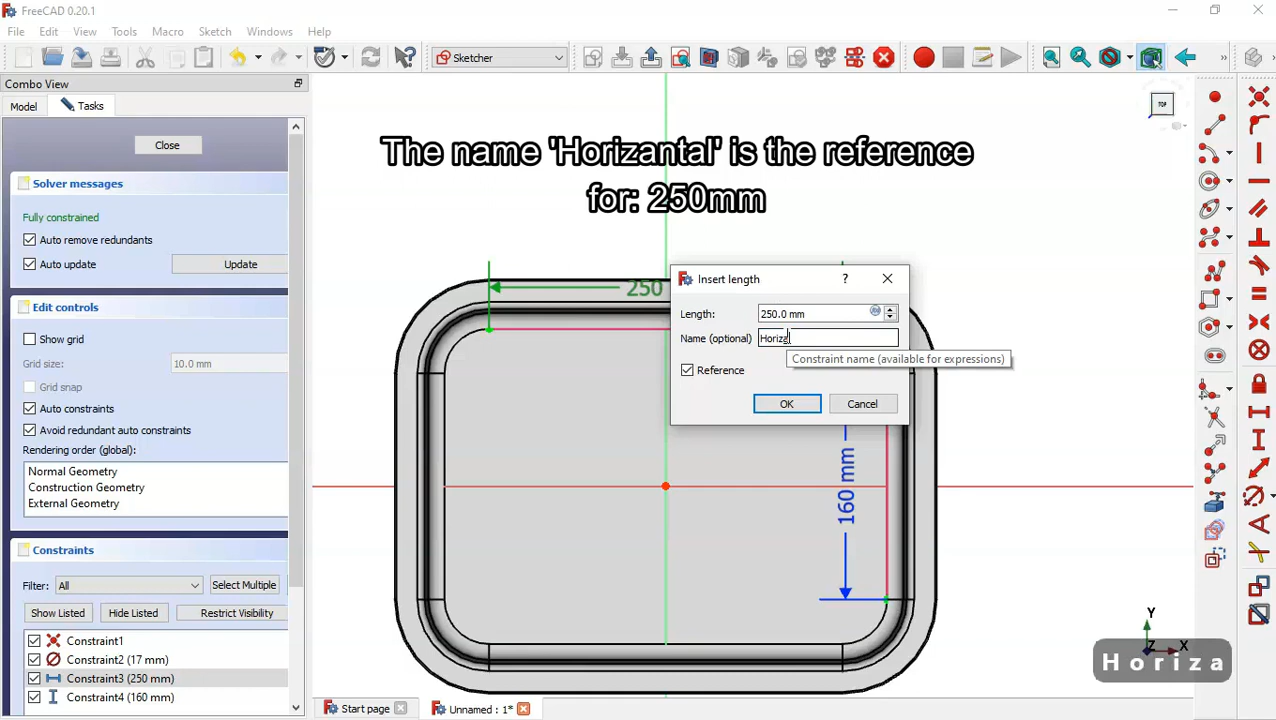 FreeCAD 0.20.1
File Edit View Tools Macro Sketch Windows Help
Sketcher
Combo View
Model Tasks
Close
Solver messages
Fully constrained
Auto remove redundants
Auto update Update
Edit controls
Show grid
Grid size: 10.0 mm
Grid snap
Auto constraints
Avoid redundant auto constraints
Rendering order (global):
Normal Geometry
Construction Geometry
External Geometry
Constraints
Filter: All Select Multiple
Show Listed Hide Listed Restrict Visibility
Constraint1
Constraint2 (17 mm)
Constraint3 (250 mm)
Constraint4 (160 mm)
The name 'Horizantal' is the reference
for: 250mm
TOP
250
Insert length ?
Length: 250.0 mm
Name (optional) Horiza
Constraint name (available for expressions)
Reference
OK Cancel
160 mm
Y
Z X
Horiza
Start page Unnamed : 1*